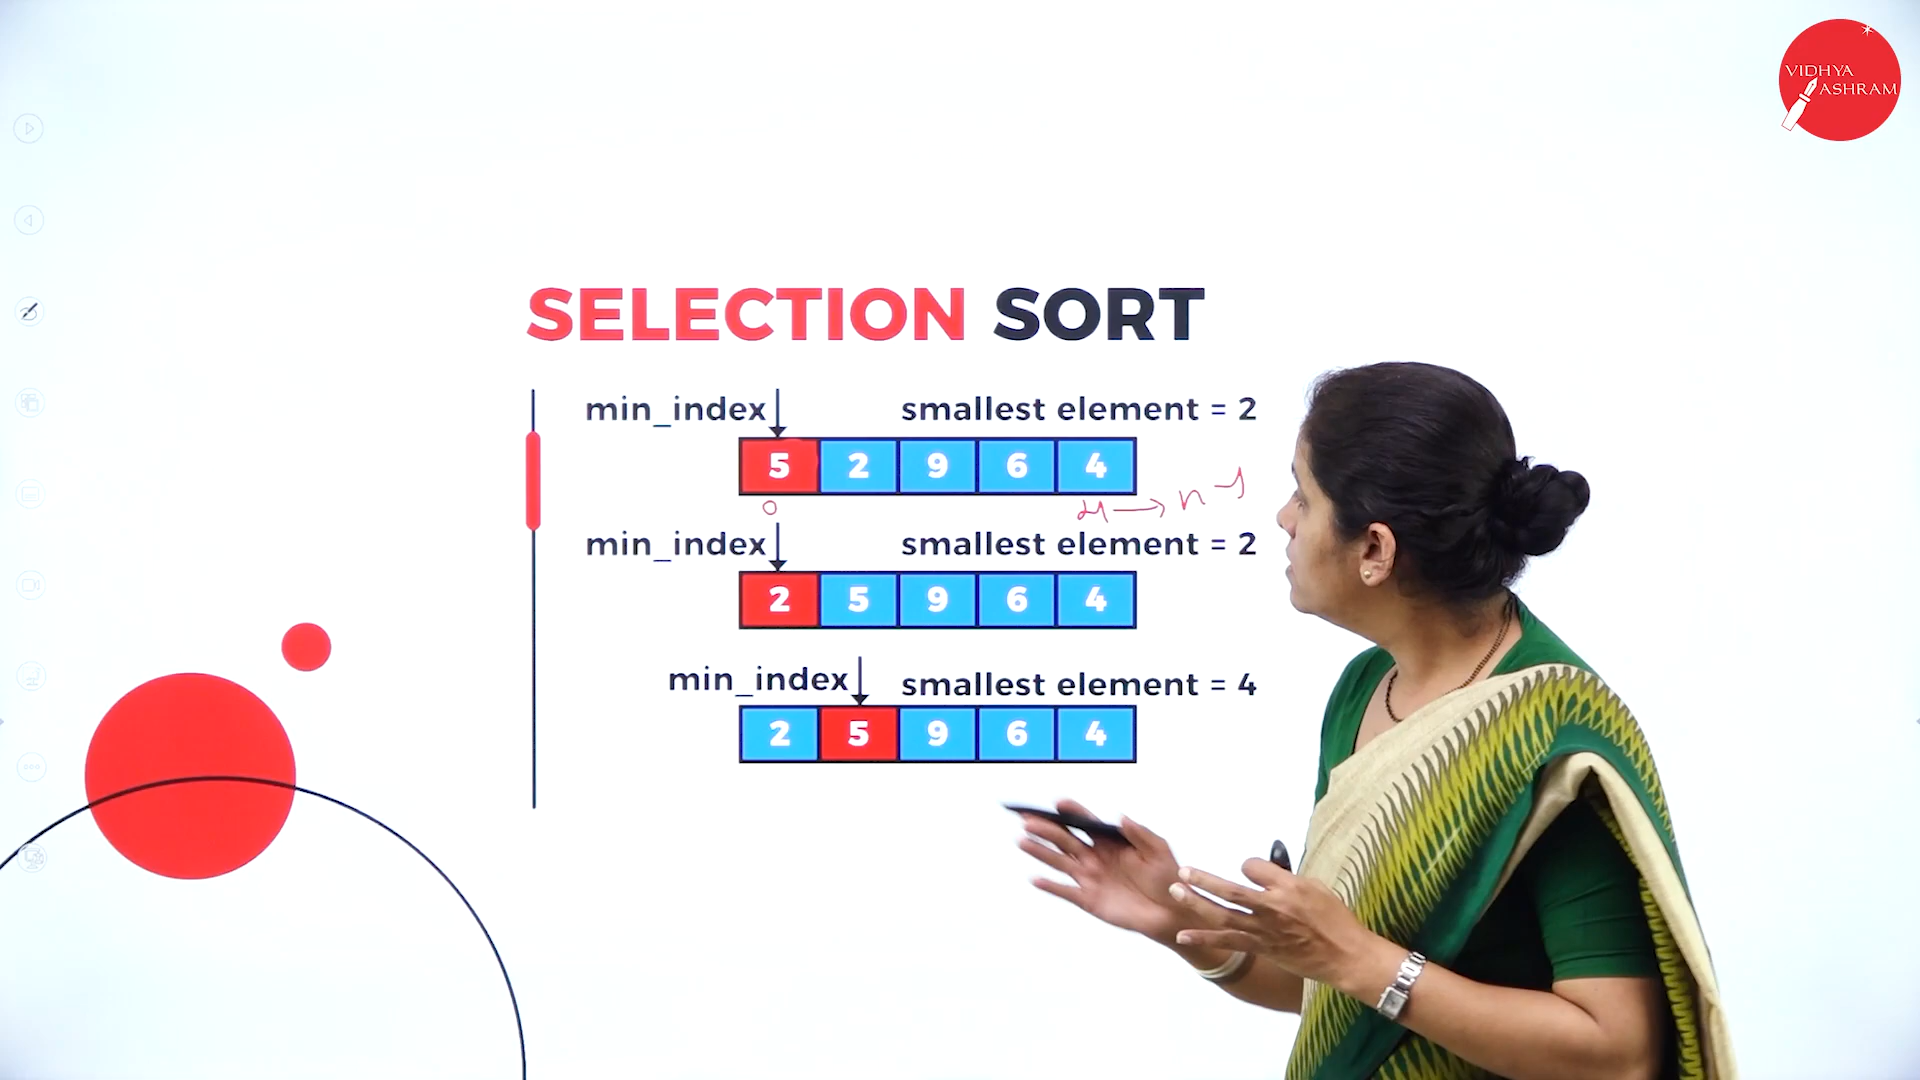 VIDHYA
ASHRAM
SELECTION SORT
min_index smallest element = 2
5 2 9 6 4
0 4 → n-1
min_index smallest element = 2
2 5 9 6 4
min_index smallest element = 4
2 5 9 6 4